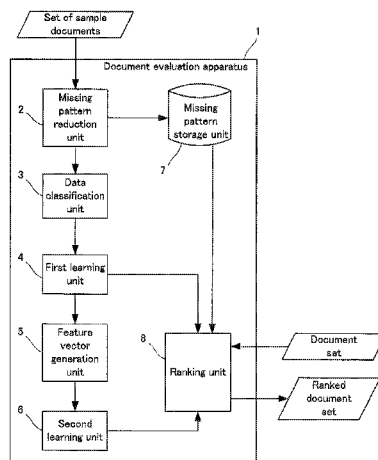 Set of sample
documents
1
Document evaluation apparatus
2
Missing
pattern
reduction
unit
Missing
pattern
storage unit
7
3
Data
classification
unit
4
First learning
unit
5
Feature
vector
generation
unit
8
Ranking unit
Document
set
Ranked
document
set
6
Second
learning unit